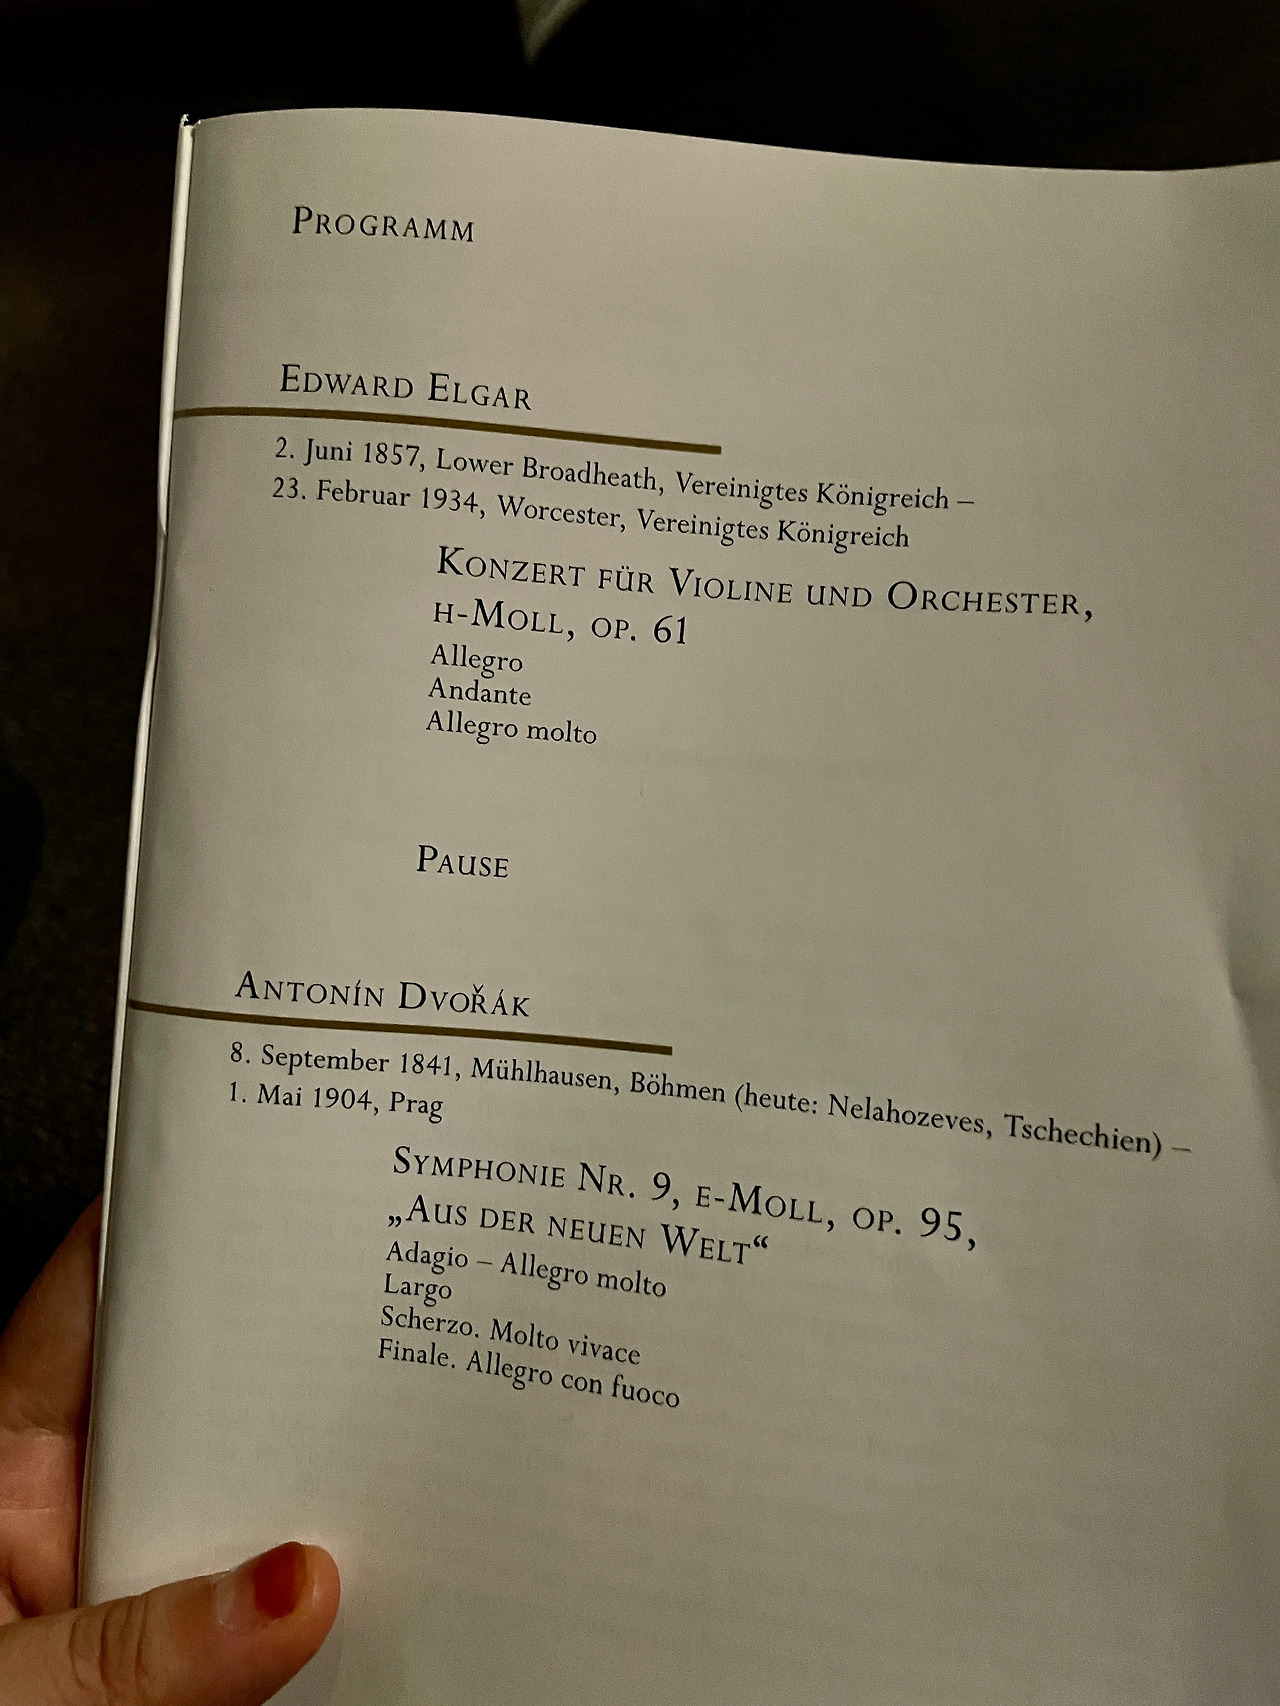 PROGRAMM
EDWARD ELGAR
2. Juni 1857, Lower Broadheath, Vereinigtes Königreich –
23. Februar 1934, Worcester, Vereinigtes Königreich
KONZERT FÜR VIOLINE UND ORCHESTER,
H-MOLL, OP. 61
Allegro
Andante
Allegro molto
PAUSE
ANTONÍN DVOŘÁK
8. September 1841, Mühlhausen, Böhmen (heute: Nelahozeves, Tschechien) –
1. Mai 1904, Prag
SYMPHONIE NR. 9, E-MOLL, OP. 95,
„AUS DER NEUEN WELT“
Adagio – Allegro molto
Largo
Scherzo. Molto vivace
Finale. Allegro con fuoco